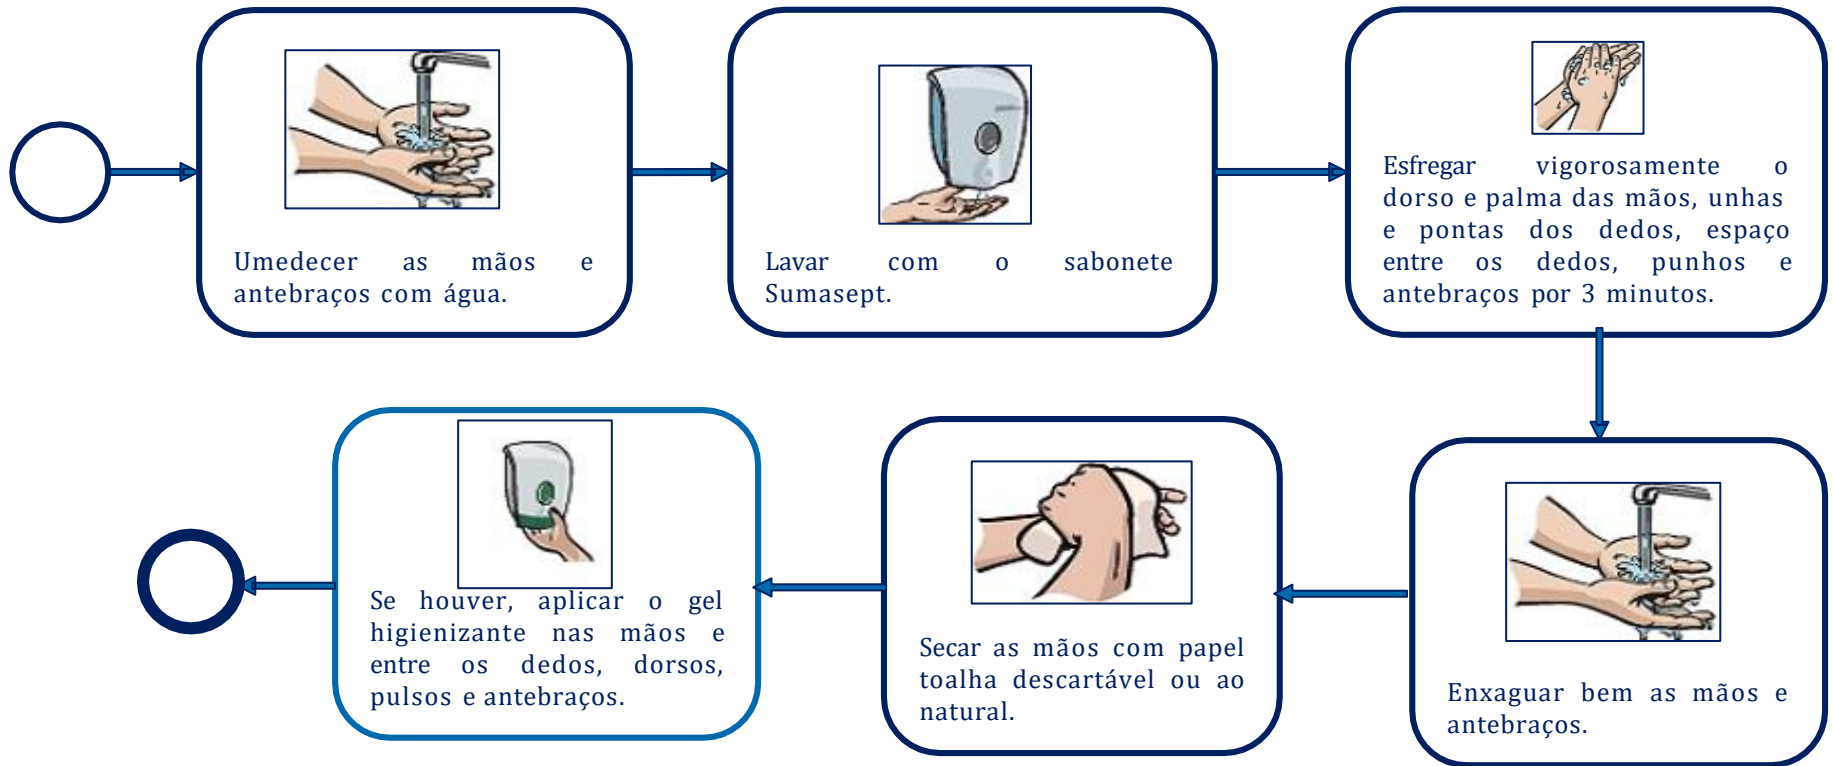 Umedecer as mãos e
antebraços com água.
Lavar com o sabonete
Sumasept.
Esfregar vigorosamente o
dorso e palma das mãos, unhas
e pontas dos dedos, espaço
entre os dedos, punhos e
antebraços por 3 minutos.
Enxaguar bem as mãos e
antebraços.
Secar as mãos com papel
toalha descartável ou ao
natural.
Se houver, aplicar o gel
higienizante nas mãos e
entre os dedos, dorsos,
pulsos e antebraços.